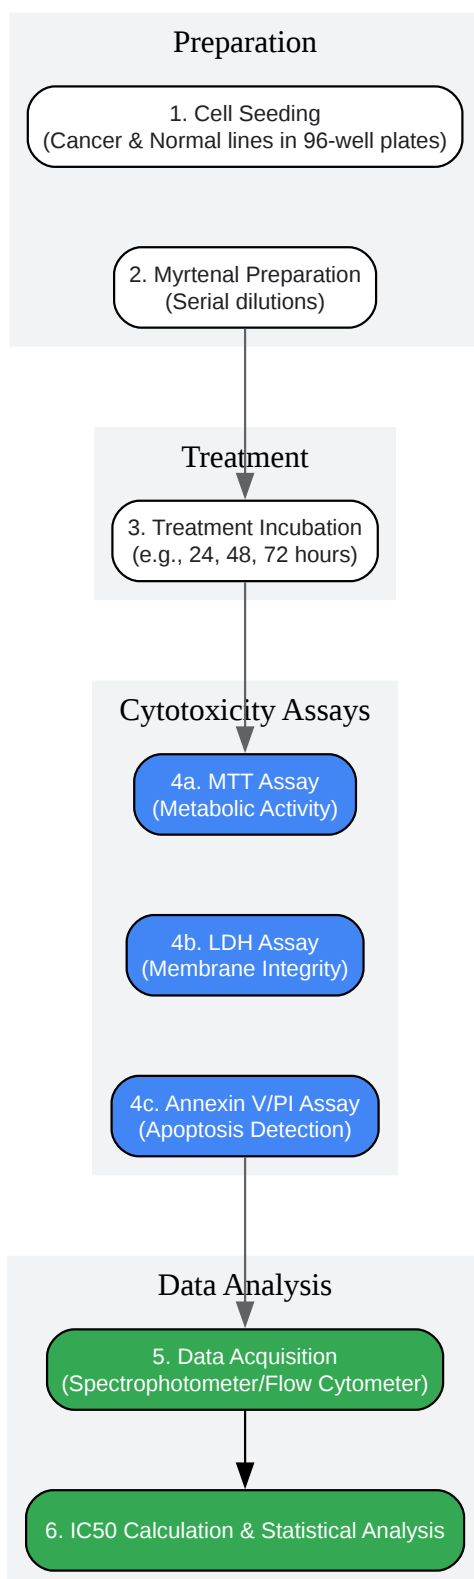 Preparation
1. Cell Seeding
(Cancer & Normal lines in 96-well plates)
2. Myrtenal Preparation
(Serial dilutions)
Treatment
3. Treatment Incubation
(e.g., 24, 48, 72 hours)
Cytotoxicity Assays
4a. MTT Assay
(Metabolic Activity)
4b. LDH Assay
(Membrane Integrity)
4c. Annexin V/PI Assay
(Apoptosis Detection)
Data Analysis
5. Data Acquisition
(Spectrophotometer/Flow Cytometer)
6. IC50 Calculation & Statistical Analysis